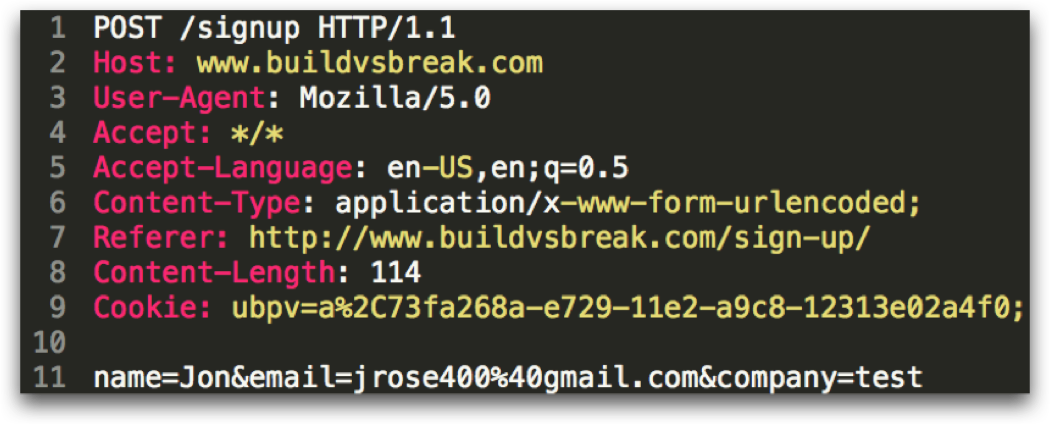 1 POST /signup HTTP/1.1
2 Host: www.buildvsbreak.com
3 User-Agent: Mozilla/5.0
4 Accept: */*
5 Accept-Language: en-US,en;q=0.5
6 Content-Type: application/x-www-form-urlencoded;
7 Referer: http://www.buildvsbreak.com/sign-up/
8 Content-Length: 114
9 Cookie: ubpv=a%2C73fa268a-e729-11e2-a9c8-12313e02a4f0;
10
11 name=Jon&email=jrose400%40gmail.com&company=test